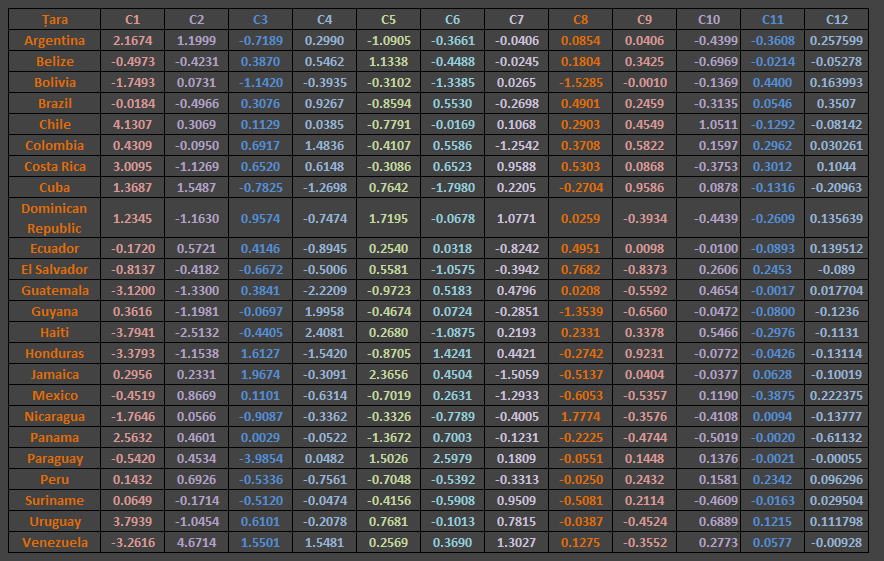 Țara C1 C2 C3 C4 C5 C6 C7 C8 C9 C10 C11 C12
Argentina 2.1674 1.1999 -0.7189 0.2990 -1.0905 -0.3661 -0.0406 0.0854 0.0406 -0.4399 -0.3608 0.257599
Belize -0.4973 -0.4231 0.3870 0.5462 1.1338 -0.4488 -0.0245 0.1804 0.3425 -0.6969 -0.0214 -0.05278
Bolivia -1.7493 0.0731 -1.1420 -0.3935 -0.3102 -1.3385 0.0265 -1.5285 -0.0010 -0.1369 0.4400 0.163993
Brazil -0.0184 -0.4966 0.3076 0.9267 -0.8594 0.5530 -0.2698 0.4901 0.2459 -0.3135 0.0546 0.3507
Chile 4.1307 0.3069 0.1129 0.0385 -0.7791 -0.0169 0.1068 0.2903 0.4549 1.0511 -0.1292 -0.08142
Colombia 0.4309 -0.0950 0.6917 1.4836 -0.4107 0.5586 -1.2542 0.3708 0.5822 0.1597 0.2962 0.030261
Costa Rica 3.0095 -1.1269 0.6520 0.6148 -0.3086 0.6523 0.9588 0.5303 0.0868 -0.3753 0.3012 0.1044
Cuba 1.3687 1.5487 -0.7825 -1.2698 0.7642 -1.7980 0.2205 -0.2704 0.9586 0.0878 -0.1316 -0.20963
Dominican
Republic 1.2345 -1.1630 0.9574 -0.7474 1.7195 -0.0678 1.0771 0.0259 -0.3934 -0.4439 -0.2609 0.135639
Ecuador -0.1720 0.5721 0.4146 -0.8945 0.2540 0.0318 -0.8242 0.4951 0.0098 -0.0100 -0.0893 0.139512
El Salvador -0.8137 -0.4182 -0.6672 -0.5006 0.5581 -1.0575 -0.3942 0.7682 -0.8373 0.2606 0.2453 -0.089
Guatemala -3.1200 -1.3300 0.3841 -2.2209 -0.9723 0.5183 0.4796 0.0208 -0.5592 0.4654 -0.0017 0.017704
Guyana 0.3616 -1.1981 -0.0697 1.9958 -0.4674 0.0724 -0.2851 -1.3539 -0.6560 -0.0472 -0.0800 -0.1236
Haiti -3.7941 -2.5132 -0.4405 2.4081 0.2680 -1.0875 0.2193 0.2331 0.3378 0.5466 -0.2976 -0.1131
Honduras -3.3793 -1.1538 1.6127 -1.5420 -0.8705 1.4241 0.4421 -0.2742 0.9231 -0.0772 -0.0426 -0.13114
Jamaica 0.2956 0.2331 1.9674 -0.3091 2.3656 0.4504 -1.5059 -0.5137 0.0404 -0.0377 0.0628 -0.10019
Mexico -0.4519 0.8669 0.1101 -0.6314 -0.7019 0.2631 -1.2933 -0.6053 -0.5357 0.1190 -0.3875 0.222375
Nicaragua -1.7646 0.0566 -0.9087 -0.3362 -0.3326 -0.7789 -0.4005 1.7774 -0.3576 -0.4108 0.0094 -0.13777
Panama 2.5632 0.4601 0.0029 -0.0522 -1.3672 0.7003 -0.1231 -0.2225 -0.4744 -0.5019 -0.0020 -0.61132
Paraguay -0.5420 0.4534 -3.9854 0.0482 1.5026 2.5979 0.1809 -0.0551 0.1448 0.1376 -0.0021 -0.00055
Peru 0.1432 0.6926 -0.5336 -0.7561 -0.7048 -0.5392 -0.3313 -0.0250 0.2432 0.1581 0.2342 0.096296
Suriname 0.0649 -0.1714 -0.5120 -0.0474 -0.4156 -0.5908 0.9509 -0.5081 0.2114 -0.4609 -0.0163 0.029504
Uruguay 3.7939 -1.0454 0.6101 -0.2078 0.7681 -0.1013 0.7815 -0.0387 -0.4524 0.6889 0.1215 0.111798
Venezuela -3.2616 4.6714 1.5501 1.5481 0.2569 0.3690 1.3027 0.1275 -0.3552 0.2773 0.0577 -0.00928